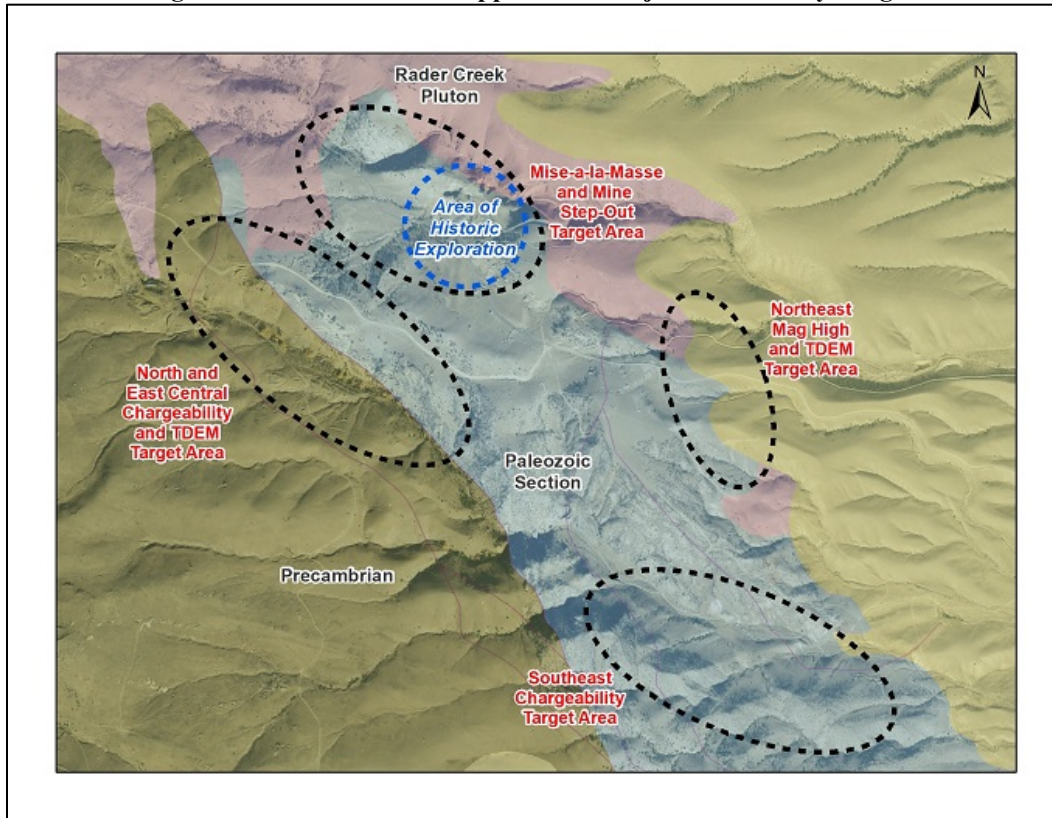 Rader Creek
Pluton
N
Mise-a-la-Masse
and Mine
Step-Out
Target Area
Area of
Historic
Exploration
Northeast
Mag High
and TDEM
Target Area
North and
East Central
Chargeability
and TDEM
Target Area
Paleozoic
Section
Precambrian
Southeast
Chargeability
Target Area